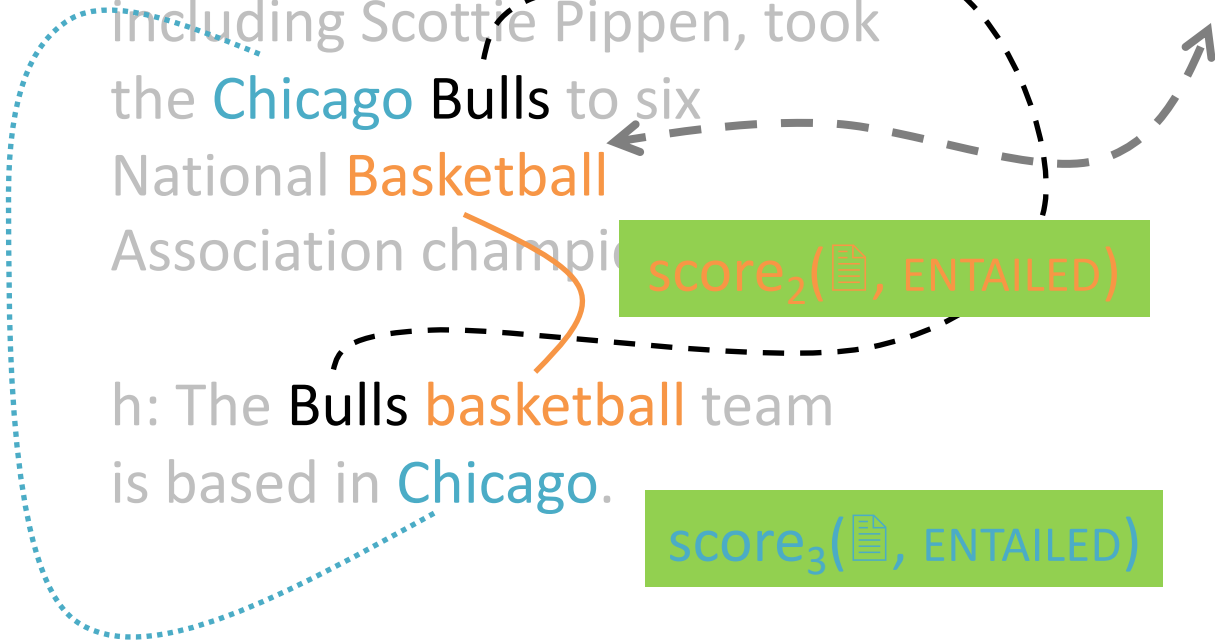 including Scottie Pippen, took
the Chicago Bulls to six
National Basketball
Association
score₂(🗎, ENTAILED)
h: The Bulls basketball team
is based in Chicago.
score₃(🗎, ENTAILED)